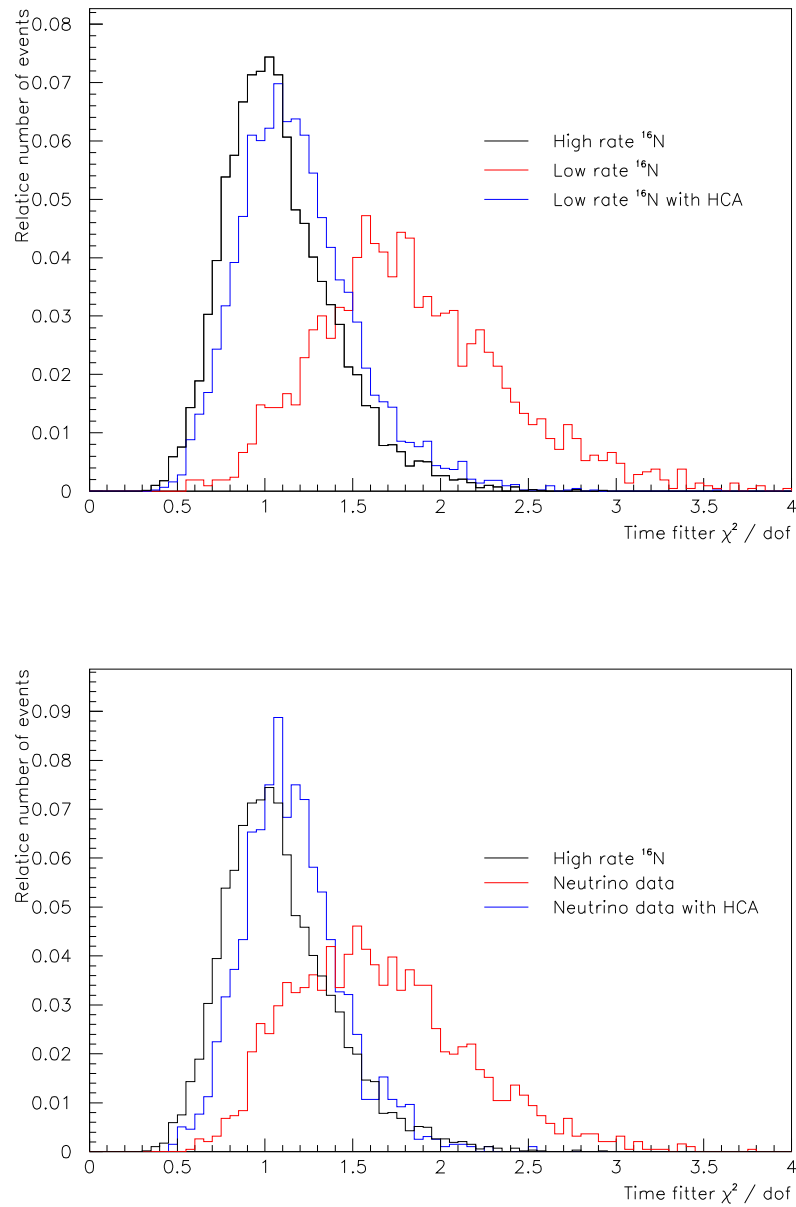 Relatice number of events
0.08
0.07
0.06
0.05
0.04
0.03
0.02
0.01
0
High rate ¹⁶N
Low rate ¹⁶N
Low rate ¹⁶N with HCA
0 0.5 1 1.5 2 2.5 3 3.5 4
Time fitter χ² / dof
Relatice number of events
0.09
0.08
0.07
0.06
0.05
0.04
0.03
0.02
0.01
0
High rate ¹⁶N
Neutrino data
Neutrino data with HCA
0 0.5 1 1.5 2 2.5 3 3.5 4
Time fitter χ² / dof